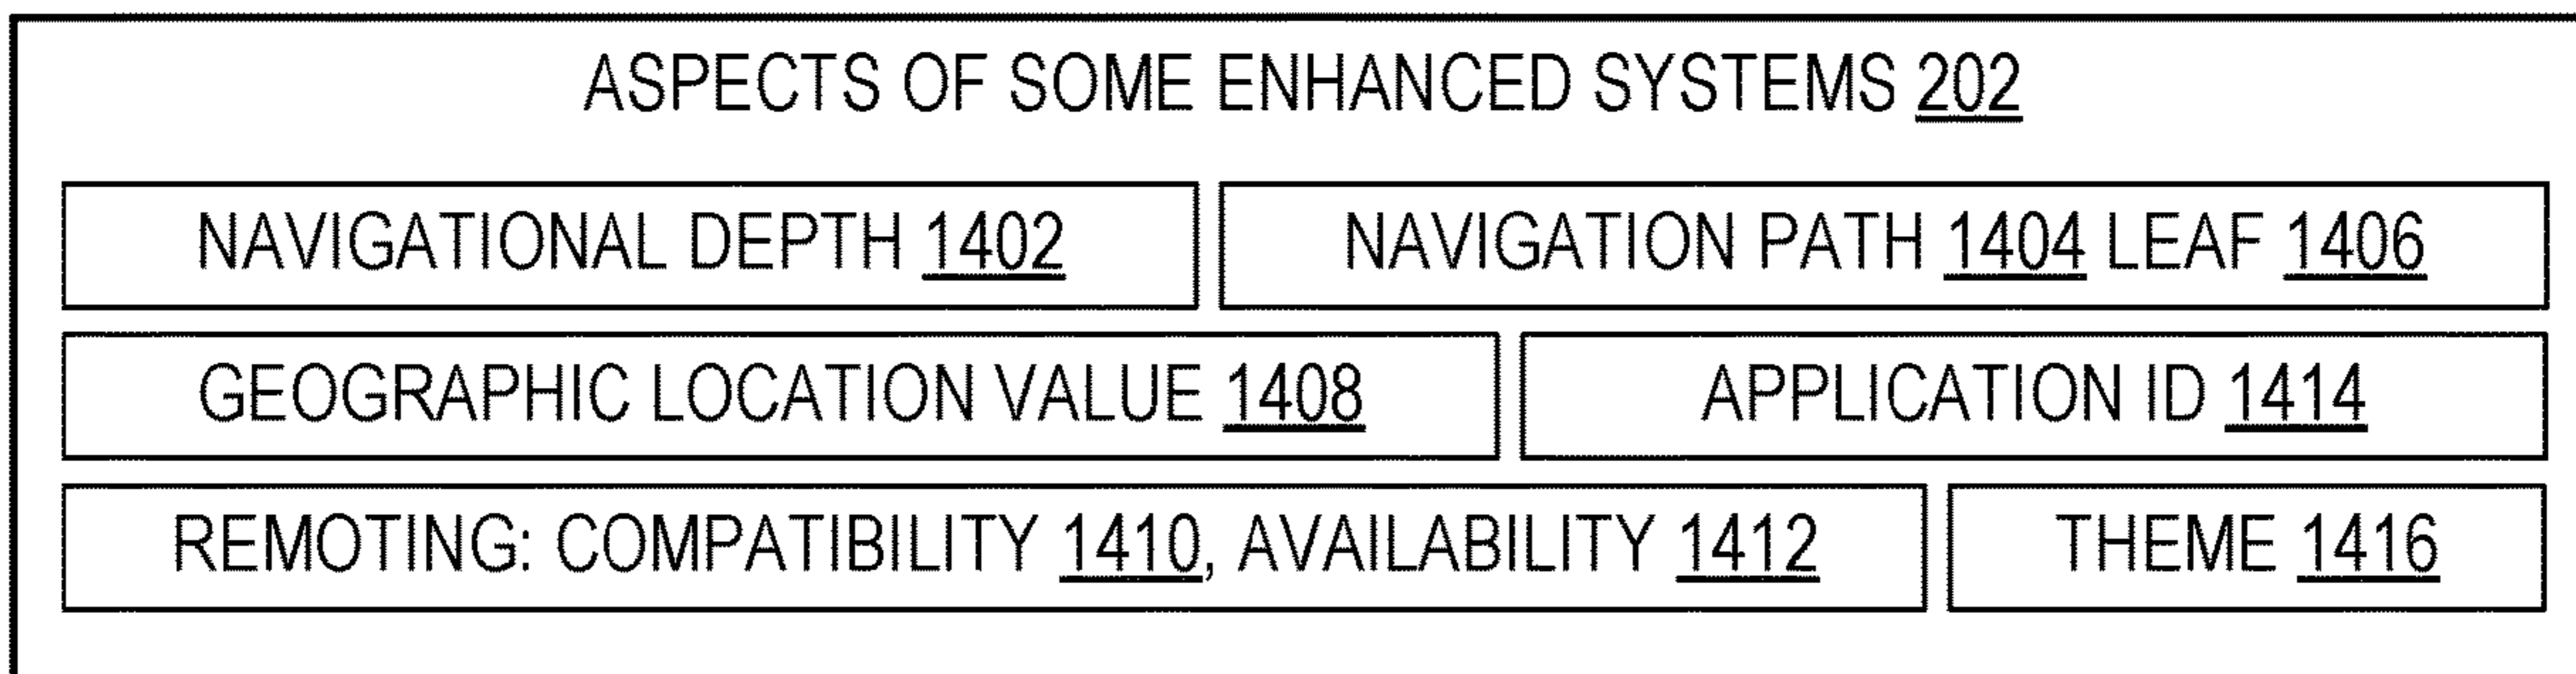 ASPECTS OF SOME ENHANCED SYSTEMS 202
NAVIGATIONAL DEPTH 1402
NAVIGATION PATH 1404 LEAF 1406
GEOGRAPHIC LOCATION VALUE 1408
APPLICATION ID 1414
REMOTING: COMPATIBILITY 1410, AVAILABILITY 1412
THEME 1416